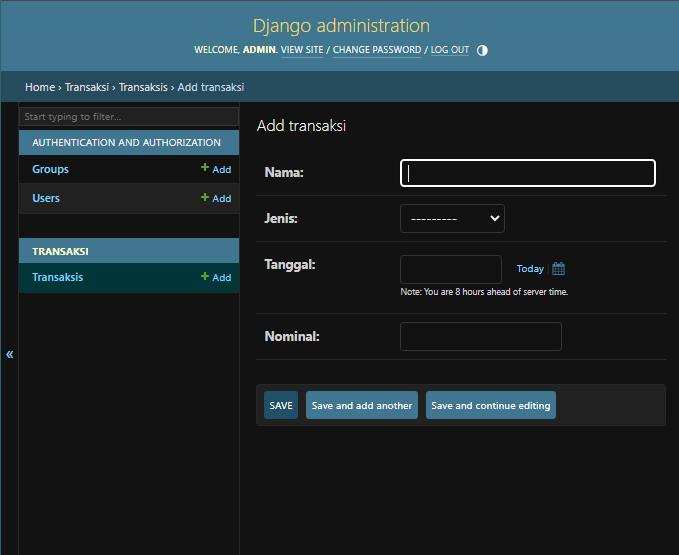 Django administration
WELCOME, ADMIN. VIEW SITE / CHANGE PASSWORD / LOG OUT
Home › Transaksi › Transaksis › Add transaksi
Start typing to filter...
AUTHENTICATION AND AUTHORIZATION
Groups + Add
Users + Add
TRANSAKSI
Transaksis + Add
«
Add transaksi
Nama:
Jenis: ---------
Tanggal: Today |
Note: You are 8 hours ahead of server time.
Nominal:
SAVE Save and add another Save and continue editing